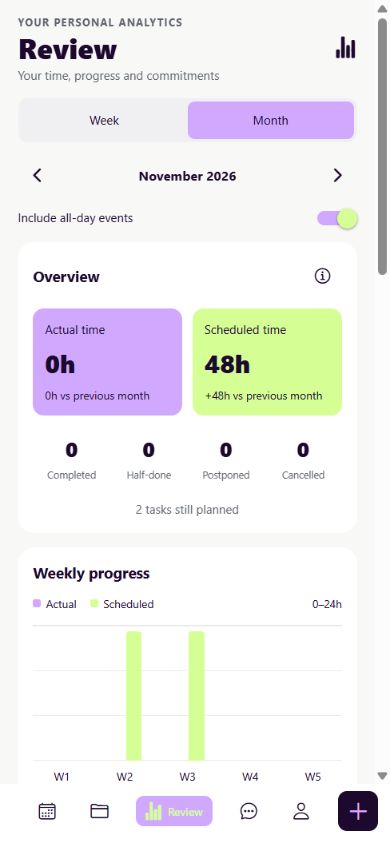 YOUR PERSONAL ANALYTICS
Review
Your time, progress and commitments
Week Month
November 2026
Include all-day events
Overview
Actual time Scheduled time
0h 48h
0h vs previous month +48h vs previous month
0 0 0 0
Completed Half-done Postponed Cancelled
2 tasks still planned
Weekly progress
Actual Scheduled 0–24h
W1 W2 W3 W4 W5
Review